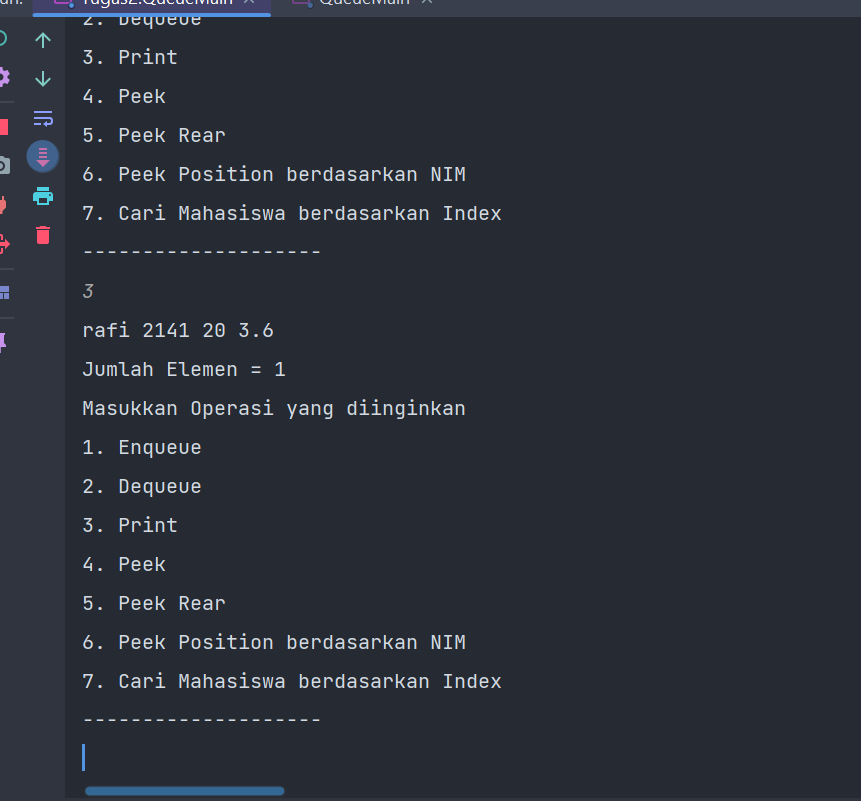 Tugas2.QueueMain × QueueMain ×
2. Dequeue
3. Print
4. Peek
5. Peek Rear
6. Peek Position berdasarkan NIM
7. Cari Mahasiswa berdasarkan Index
--------------------
3
rafi 2141 20 3.6
Jumlah Elemen = 1
Masukkan Operasi yang diinginkan
1. Enqueue
2. Dequeue
3. Print
4. Peek
5. Peek Rear
6. Peek Position berdasarkan NIM
7. Cari Mahasiswa berdasarkan Index
--------------------